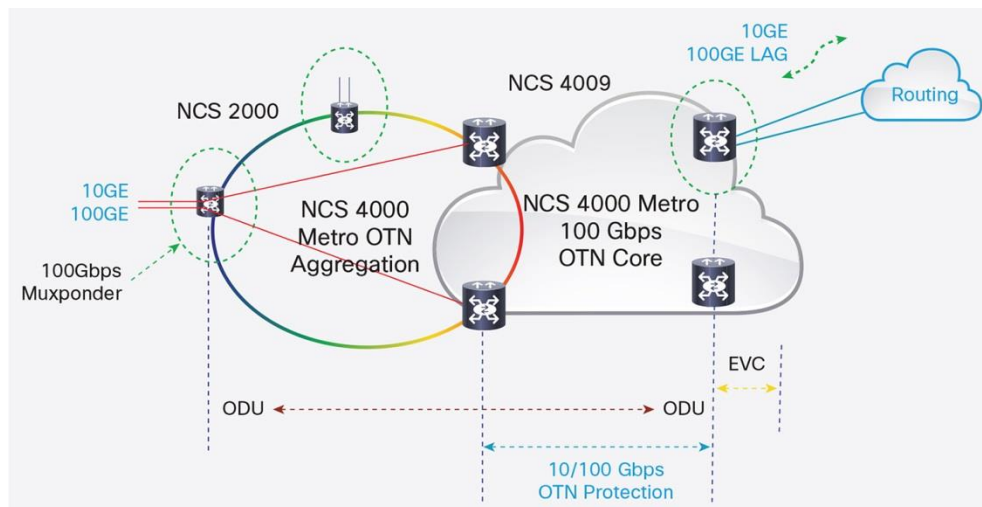 10GE
100GE LAG
NCS 4009
Routing
NCS 2000
10GE
100GE
NCS 4000
Metro OTN
Aggregation
NCS 4000 Metro
100 Gbps
OTN Core
100Gbps
Muxponder
EVC
ODU
ODU
10/100 Gbps
OTN Protection